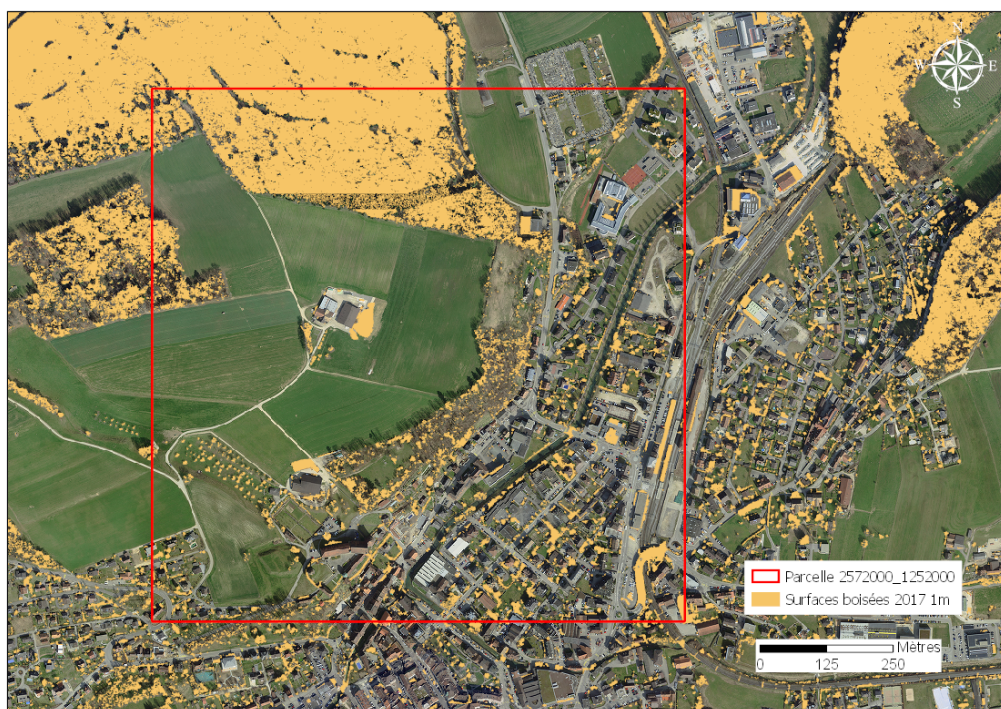 N
W E
S
Parcelle 2572000_1252000
Surfaces boisées 2017 1m
Mètres
0 125 250